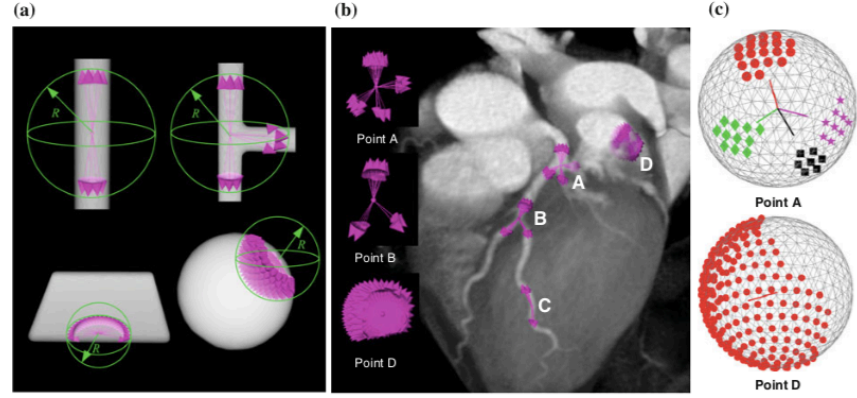 (a)
(b)
(c)
R
R
R
R
Point A
Point B
Point D
A
B
C
D
Point A
Point D